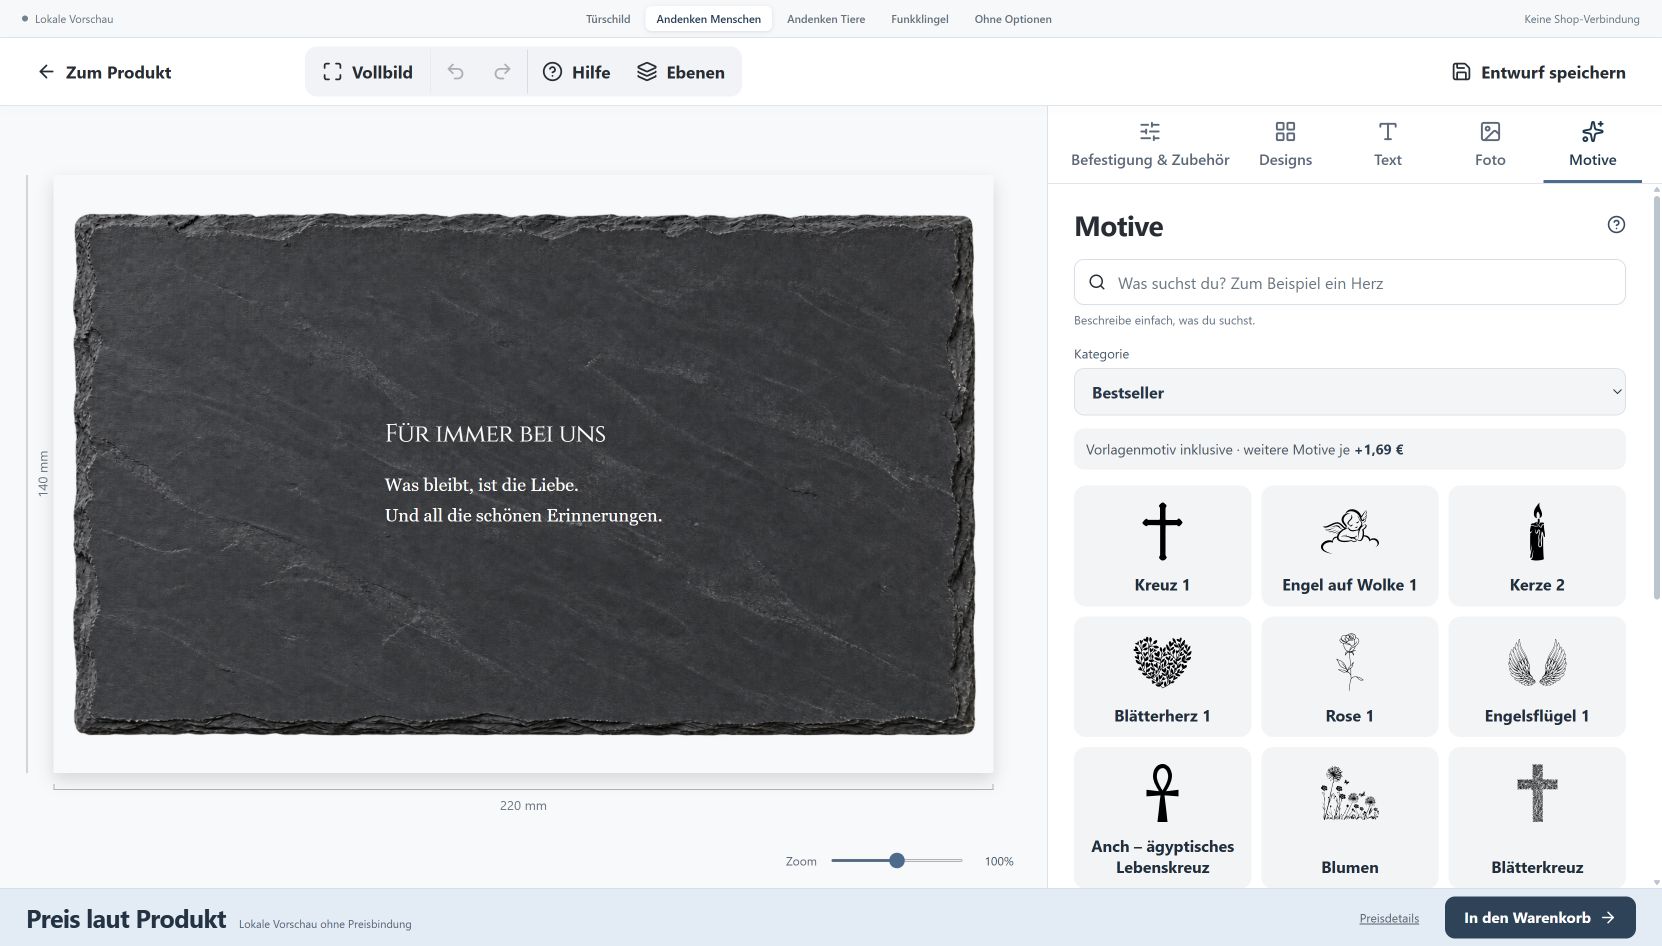 Lokale Vorschau
Türschild
Andenken Menschen
Andenken Tiere
Funkklingel
Ohne Optionen
Keine Shop-Verbindung
Zum Produkt
Vollbild
Hilfe
Ebenen
Entwurf speichern
Befestigung & Zubehör
Designs
Text
Foto
Motive
140 mm
Für immer bei uns
Was bleibt, ist die Liebe.
Und all die schönen Erinnerungen.
220 mm
Zoom
100%
Motive
Was suchst du? Zum Beispiel ein Herz
Beschreibe einfach, was du suchst.
Kategorie
Bestseller
Vorlagenmotiv inklusive · weitere Motive je +1,69 €
Kreuz 1
Engel auf Wolke 1
Kerze 2
Blätterherz 1
Rose 1
Engelsflügel 1
Anch – ägyptisches
Lebenskreuz
Blumen
Blätterkreuz
Preis laut Produkt
Lokale Vorschau ohne Preisbindung
Preisdetails
In den Warenkorb